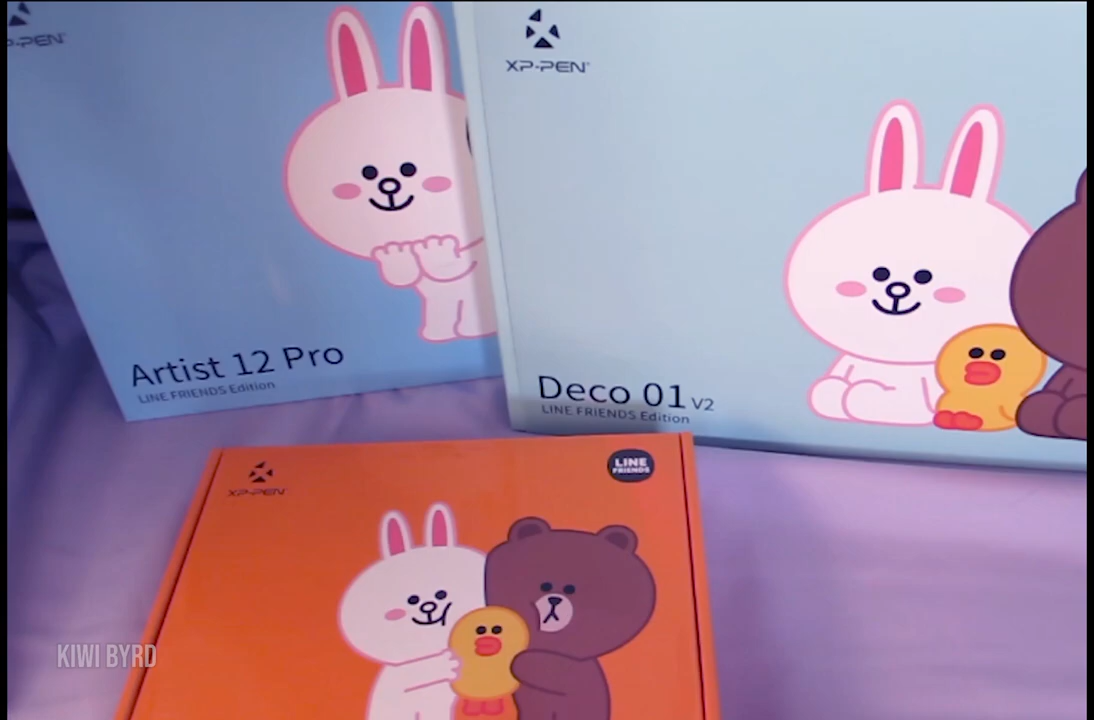 XP-PEN
XP-PEN
Artist 12 Pro
LINE FRIENDS Edition
Deco 01 V2
LINE FRIENDS Edition
XP-PEN
LINE
FRIENDS
KIWI BYRD